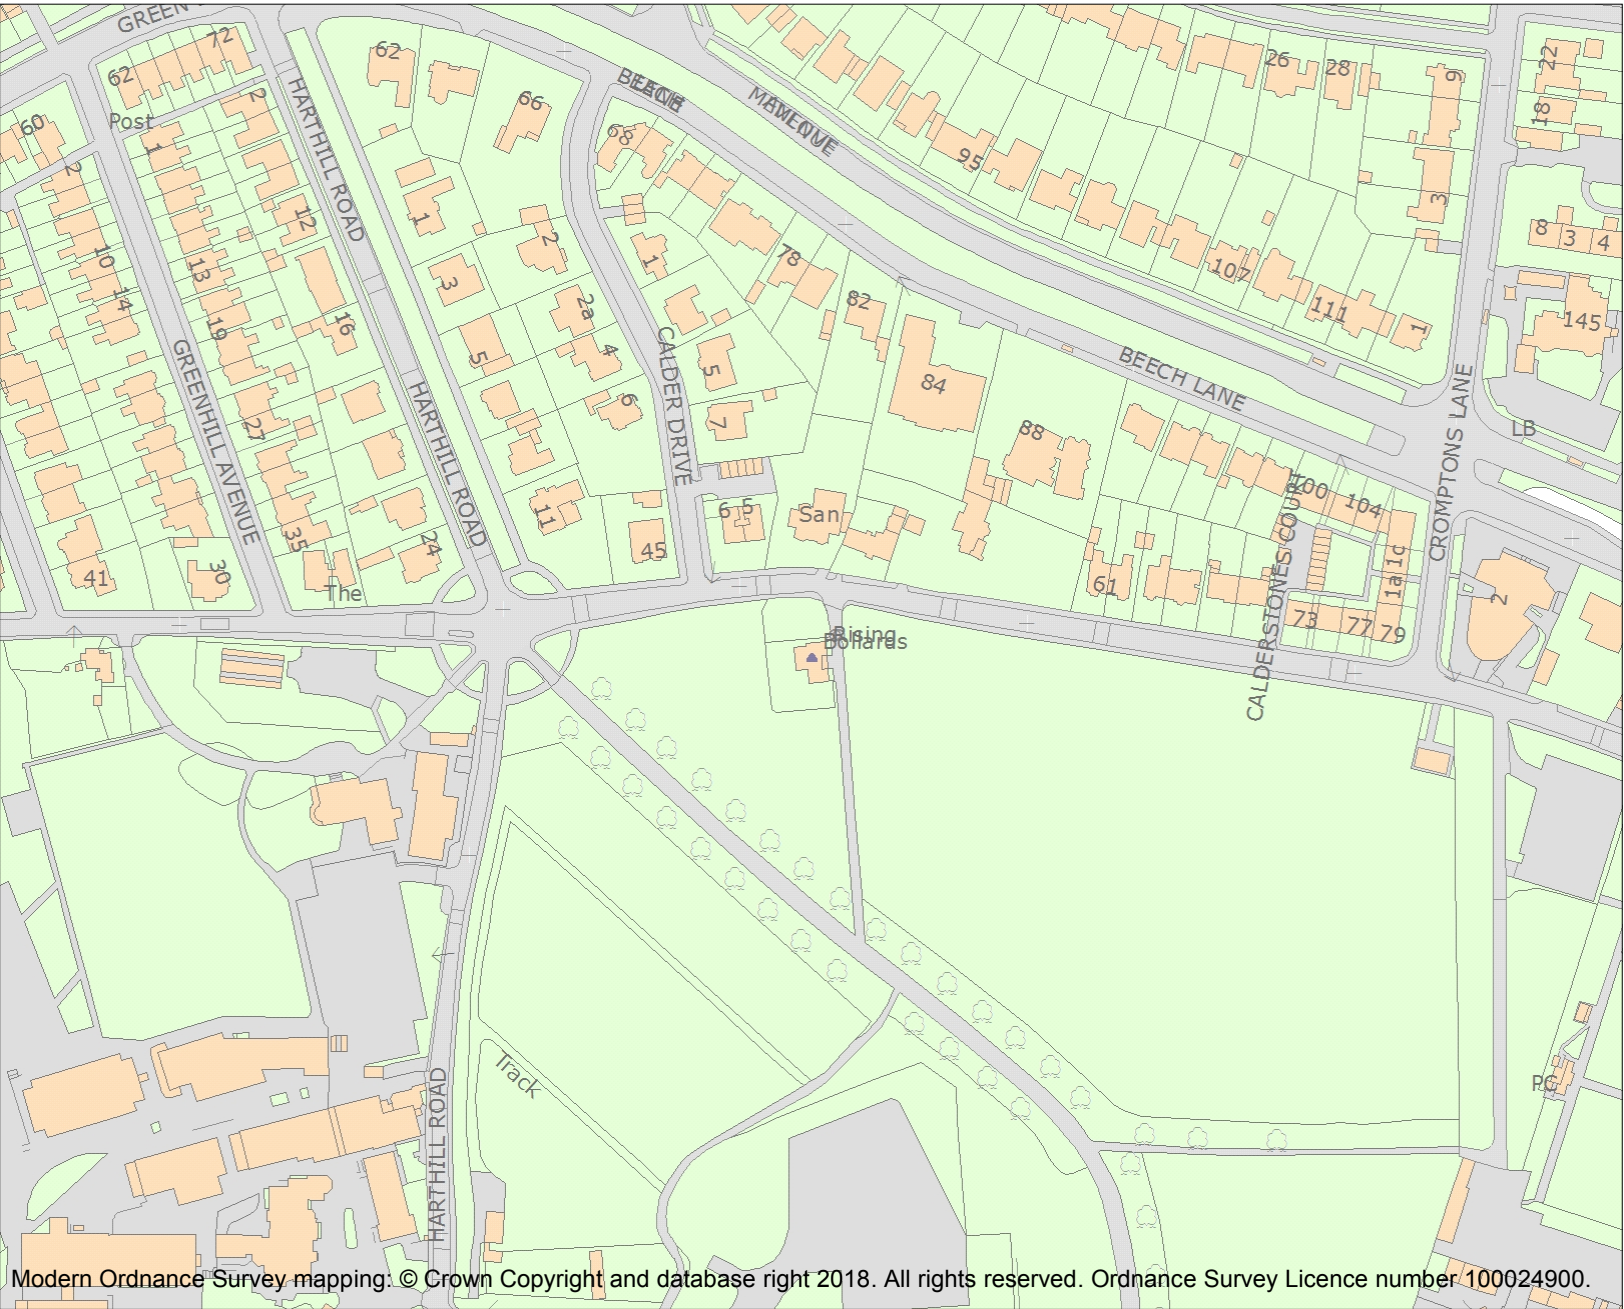 GREEN
62
72
62
66
26
28
9
22
18
60
Post
1
2
2
HARTHILL ROAD
BEECH LANE
MENLOVE AVENUE
68
95
3
8
3
4
10
14
13
19
12
16
1
2
3
2a
4
5
6
1
78
82
107
111
1
145
GREENHILL AVENUE
HARTHILL ROAD
CALDER DRIVE
5
7
84
88
BEECH LANE
CROMPTONS LANE
LB
27
35
24
11
45
6
5
San
100
104
1a
1c
61
41
30
The
CALDERSTONES COURT
73
77
79
2
Rising
Bollards
Track
HARTHILL ROAD
PC
Modern Ordnance Survey mapping: © Crown Copyright and database right 2018. All rights reserved. Ordnance Survey Licence number 100024900.